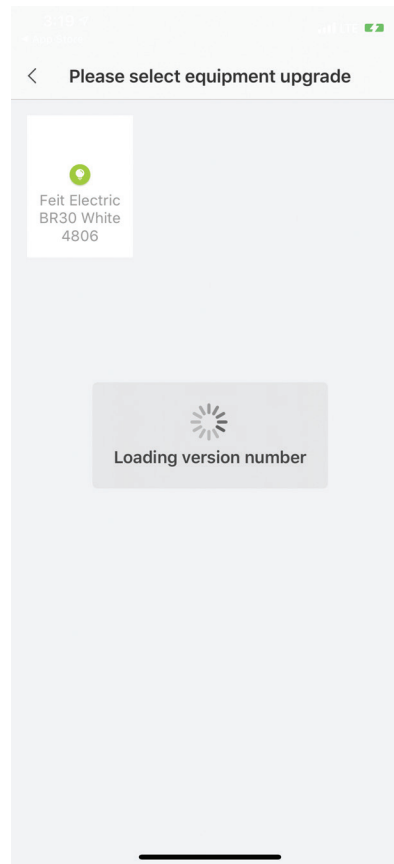 Please select equipment upgrade
Feit Electric
BR30 White
4806
Loading version number